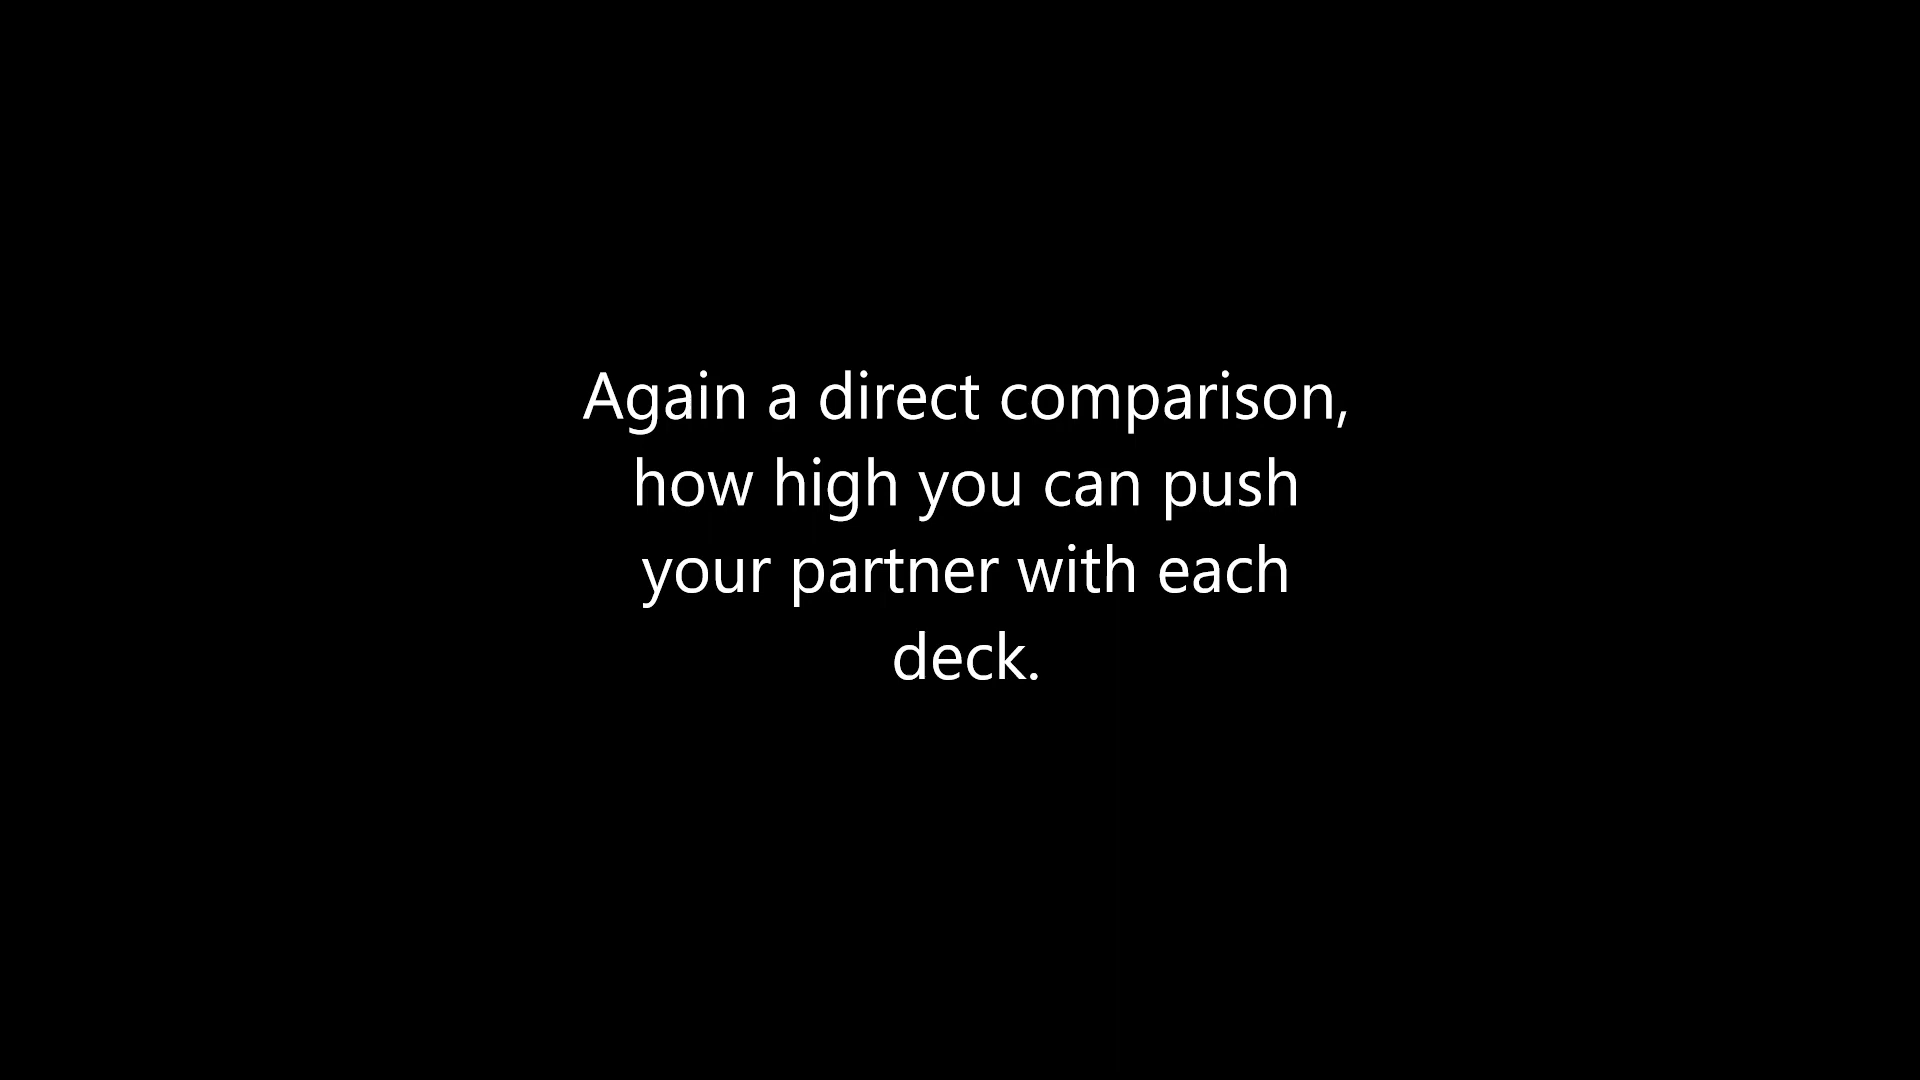 Again a direct comparison,
how high you can push
your partner with each
deck.